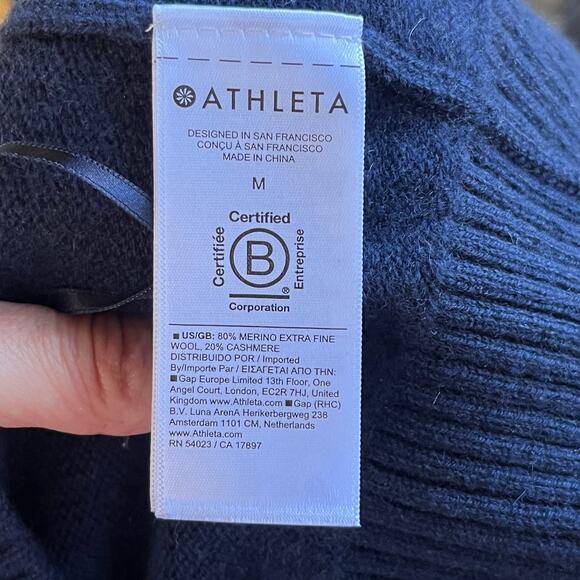 ATHLETA
DESIGNED IN SAN FRANCISCO
CONÇU À SAN FRANCISCO
MADE IN CHINA
M
Certified
Certifiée
B
Entreprise
®
Corporation
US/GB: 80% MERINO EXTRA FINE
WOOL, 20% CASHMERE
DISTRIBUIDO POR / Imported
By/Importe Par / ΕΙΣΑΓΕΤΑΙ ΑΠΟ ΤΗΝ:
Gap Europe Limited 13th Floor, One
Angel Court, London, EC2R 7HJ, United
Kingdom www.Athleta.com Gap (RHC)
B.V. Luna ArenA Herikerbergweg 238
Amsterdam 1101 CM, Netherlands
www.Athleta.com
RN 54023 / CA 17897